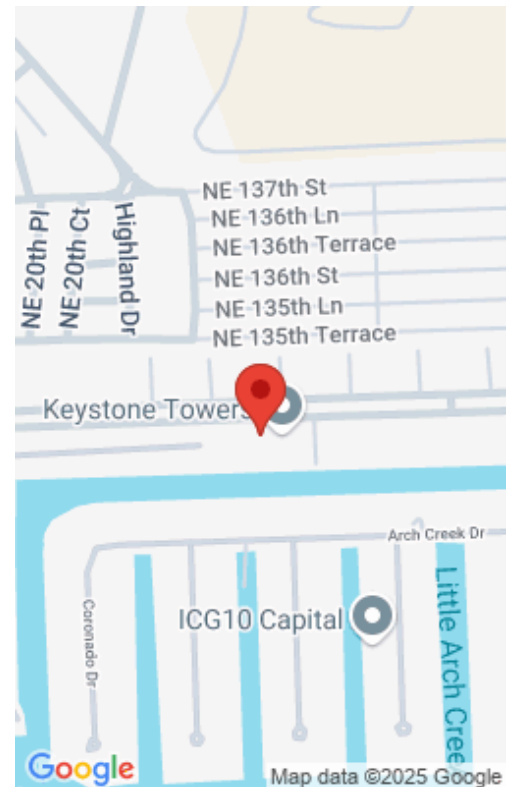 NE 137th St
NE 136th Ln
NE 136th Terrace
NE 136th St
NE 135th Ln
NE 135th Terrace
NE 20th Pl
NE 20th Ct
Highland Dr
Keystone Towers
Arch Creek Dr
Coronado Dr
ICG10 Capital
Little Arch Cree
Google
Map data ©2025 Google